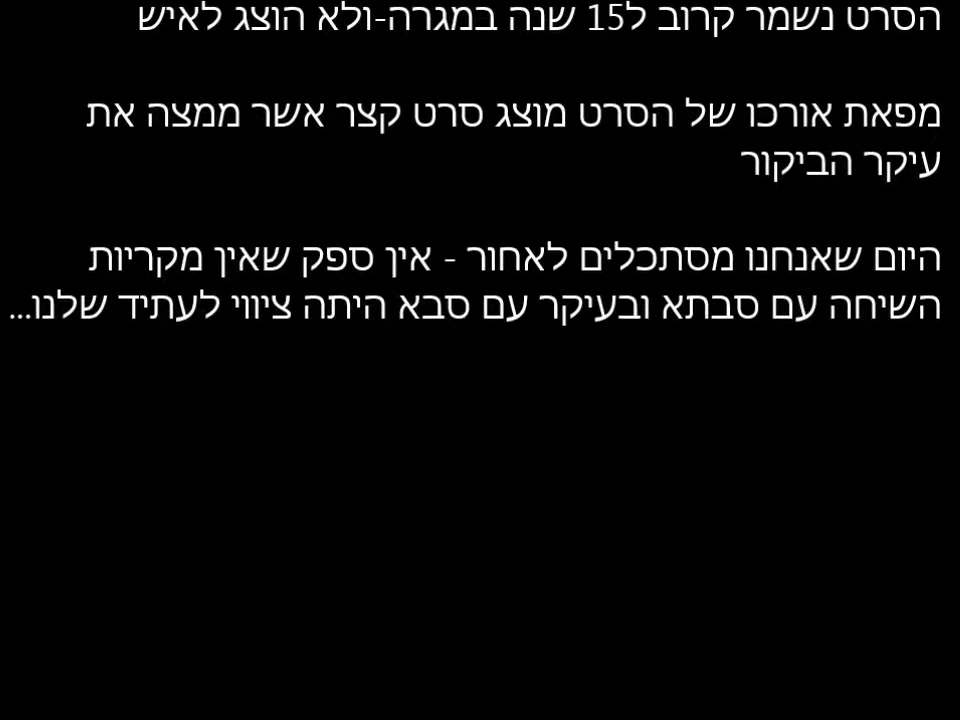 הסרט נשמר קרוב ל15 שנה במגרה-ולא הוצג לאיש
מפאת אורכו של הסרט מוצג סרט קצר אשר ממצה את
עיקר הביקור
היום שאנחנו מסתכלים לאחור - אין ספק שאין מקריות
השיחה עם סבתא ובעיקר עם סבא היתה ציווי לעתיד שלנו...